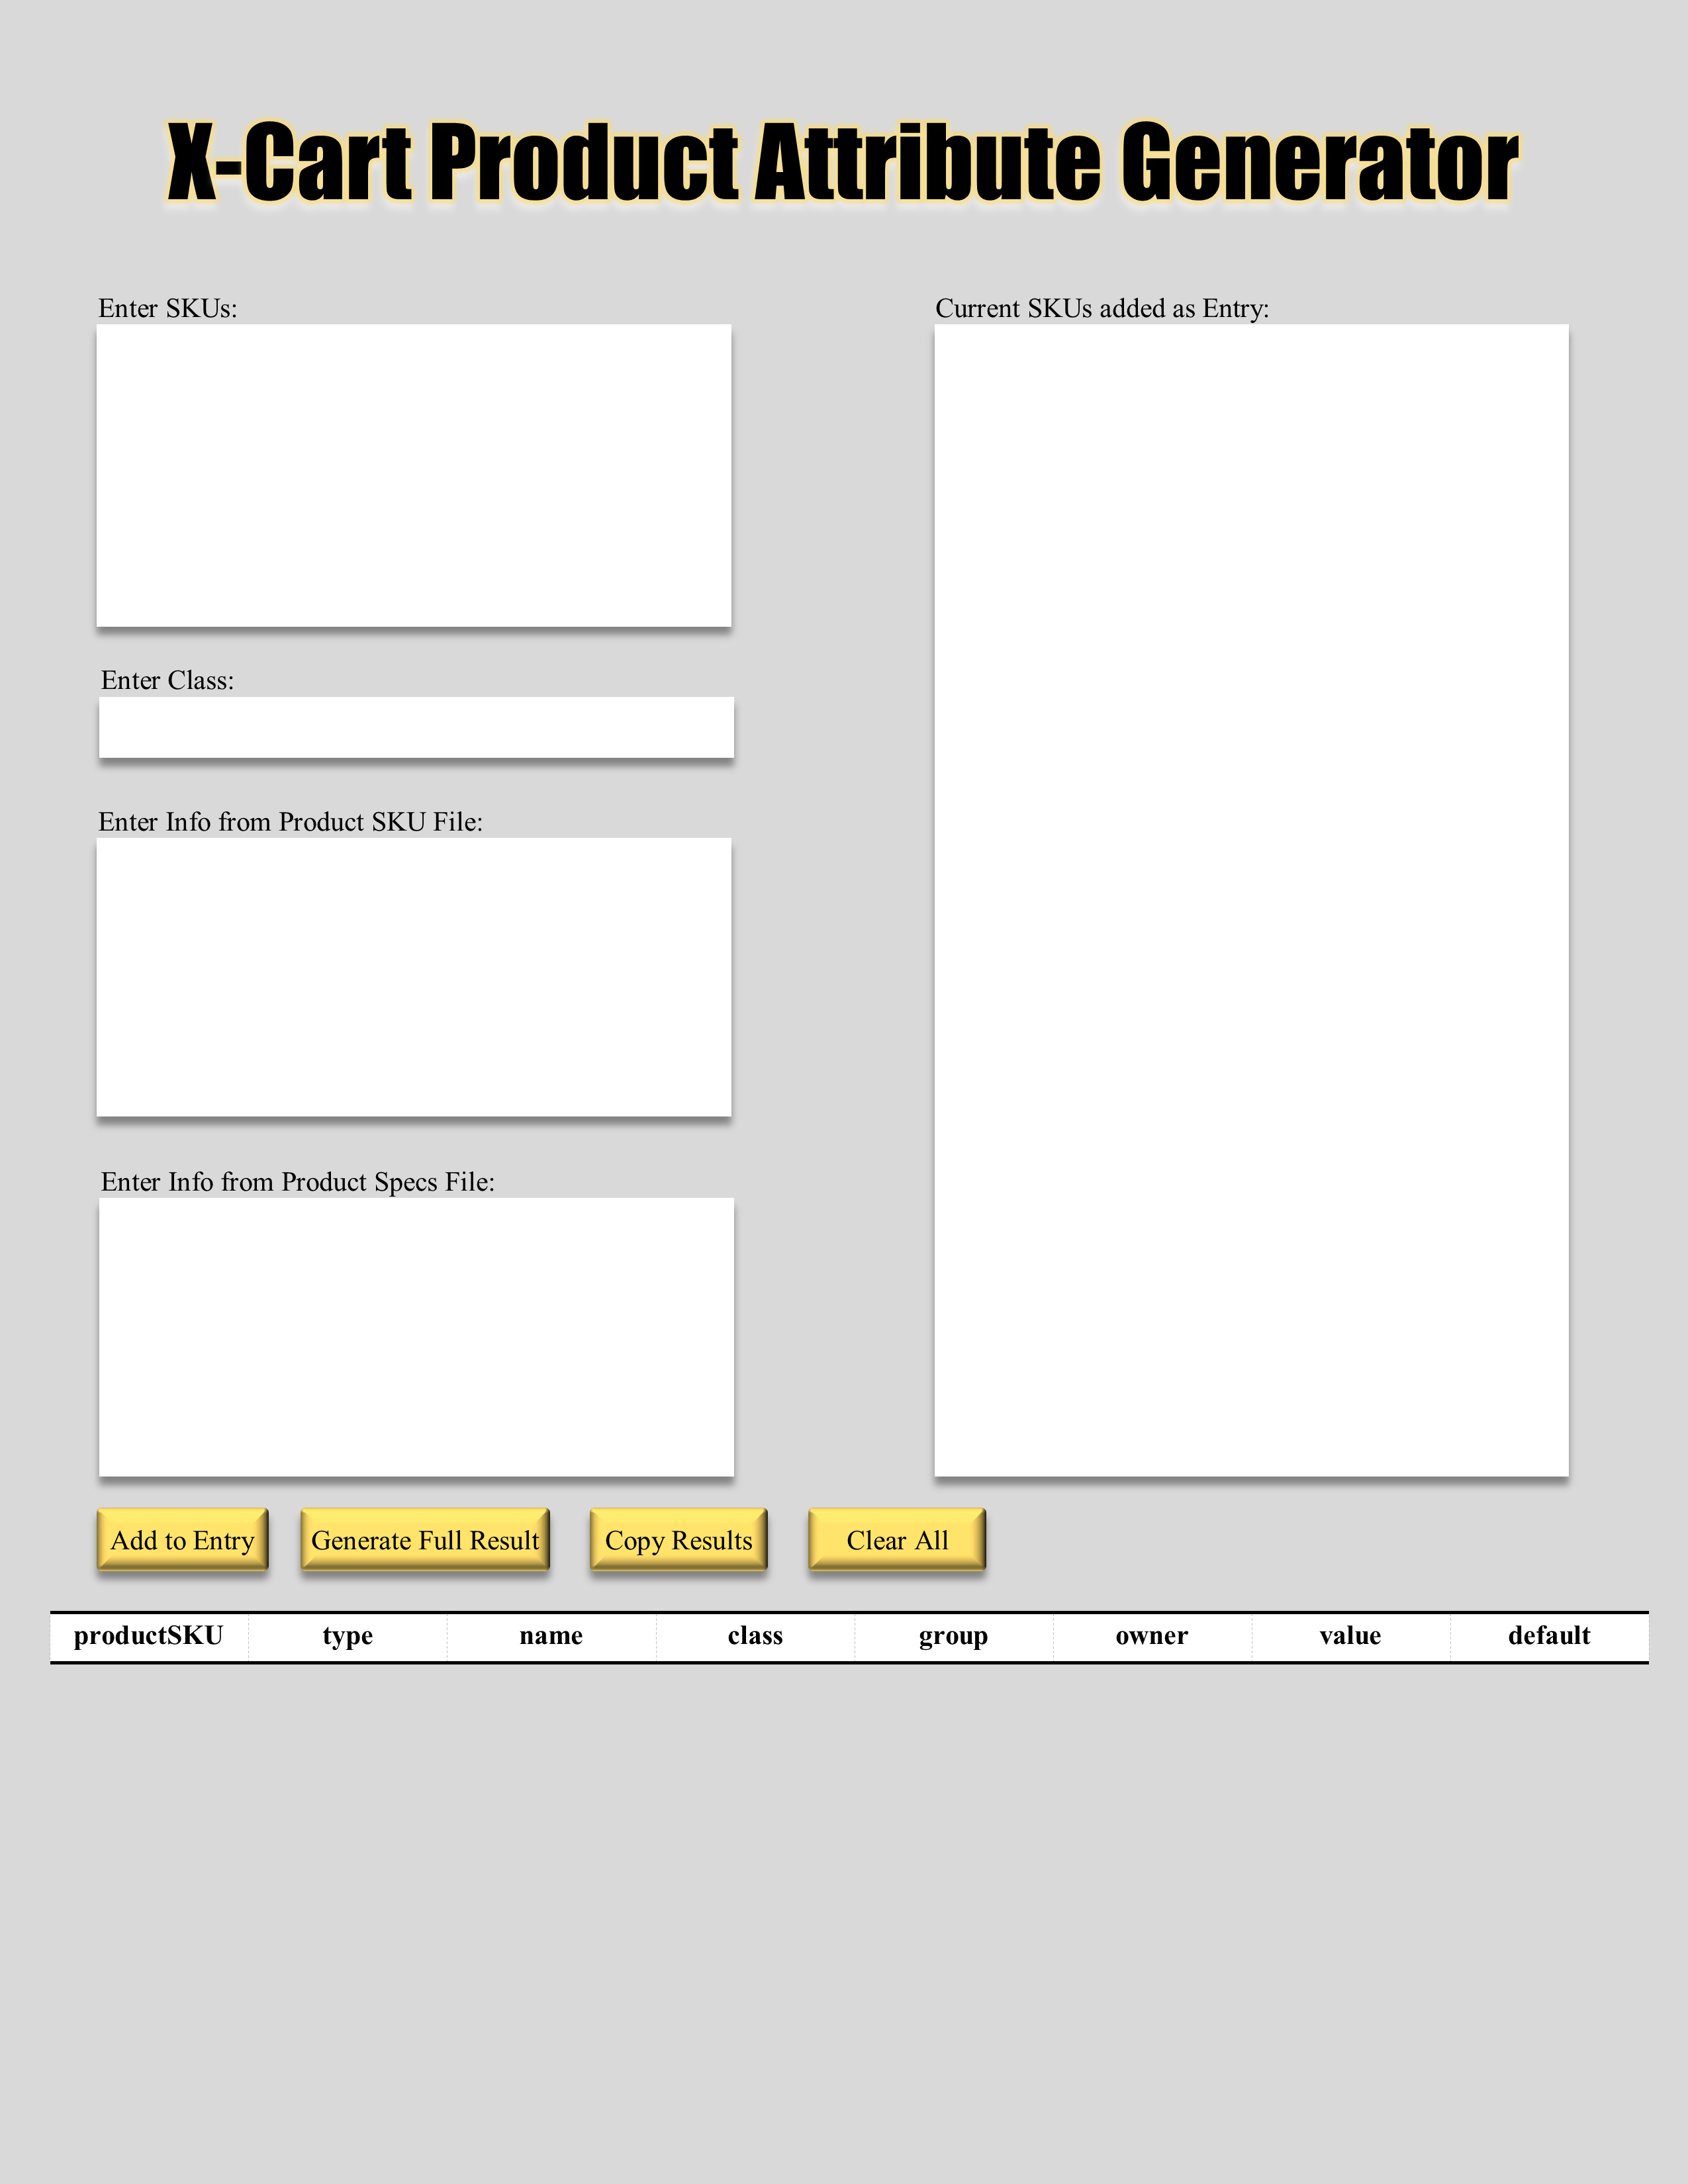 X-Cart Product Attribute Generator
Enter SKUs:
Current SKUs added as Entry:
Enter Class:
Enter Info from Product SKU File:
Enter Info from Product Specs File:
Add to Entry
Generate Full Result
Copy Results
Clear All
productSKU type name class group owner value default